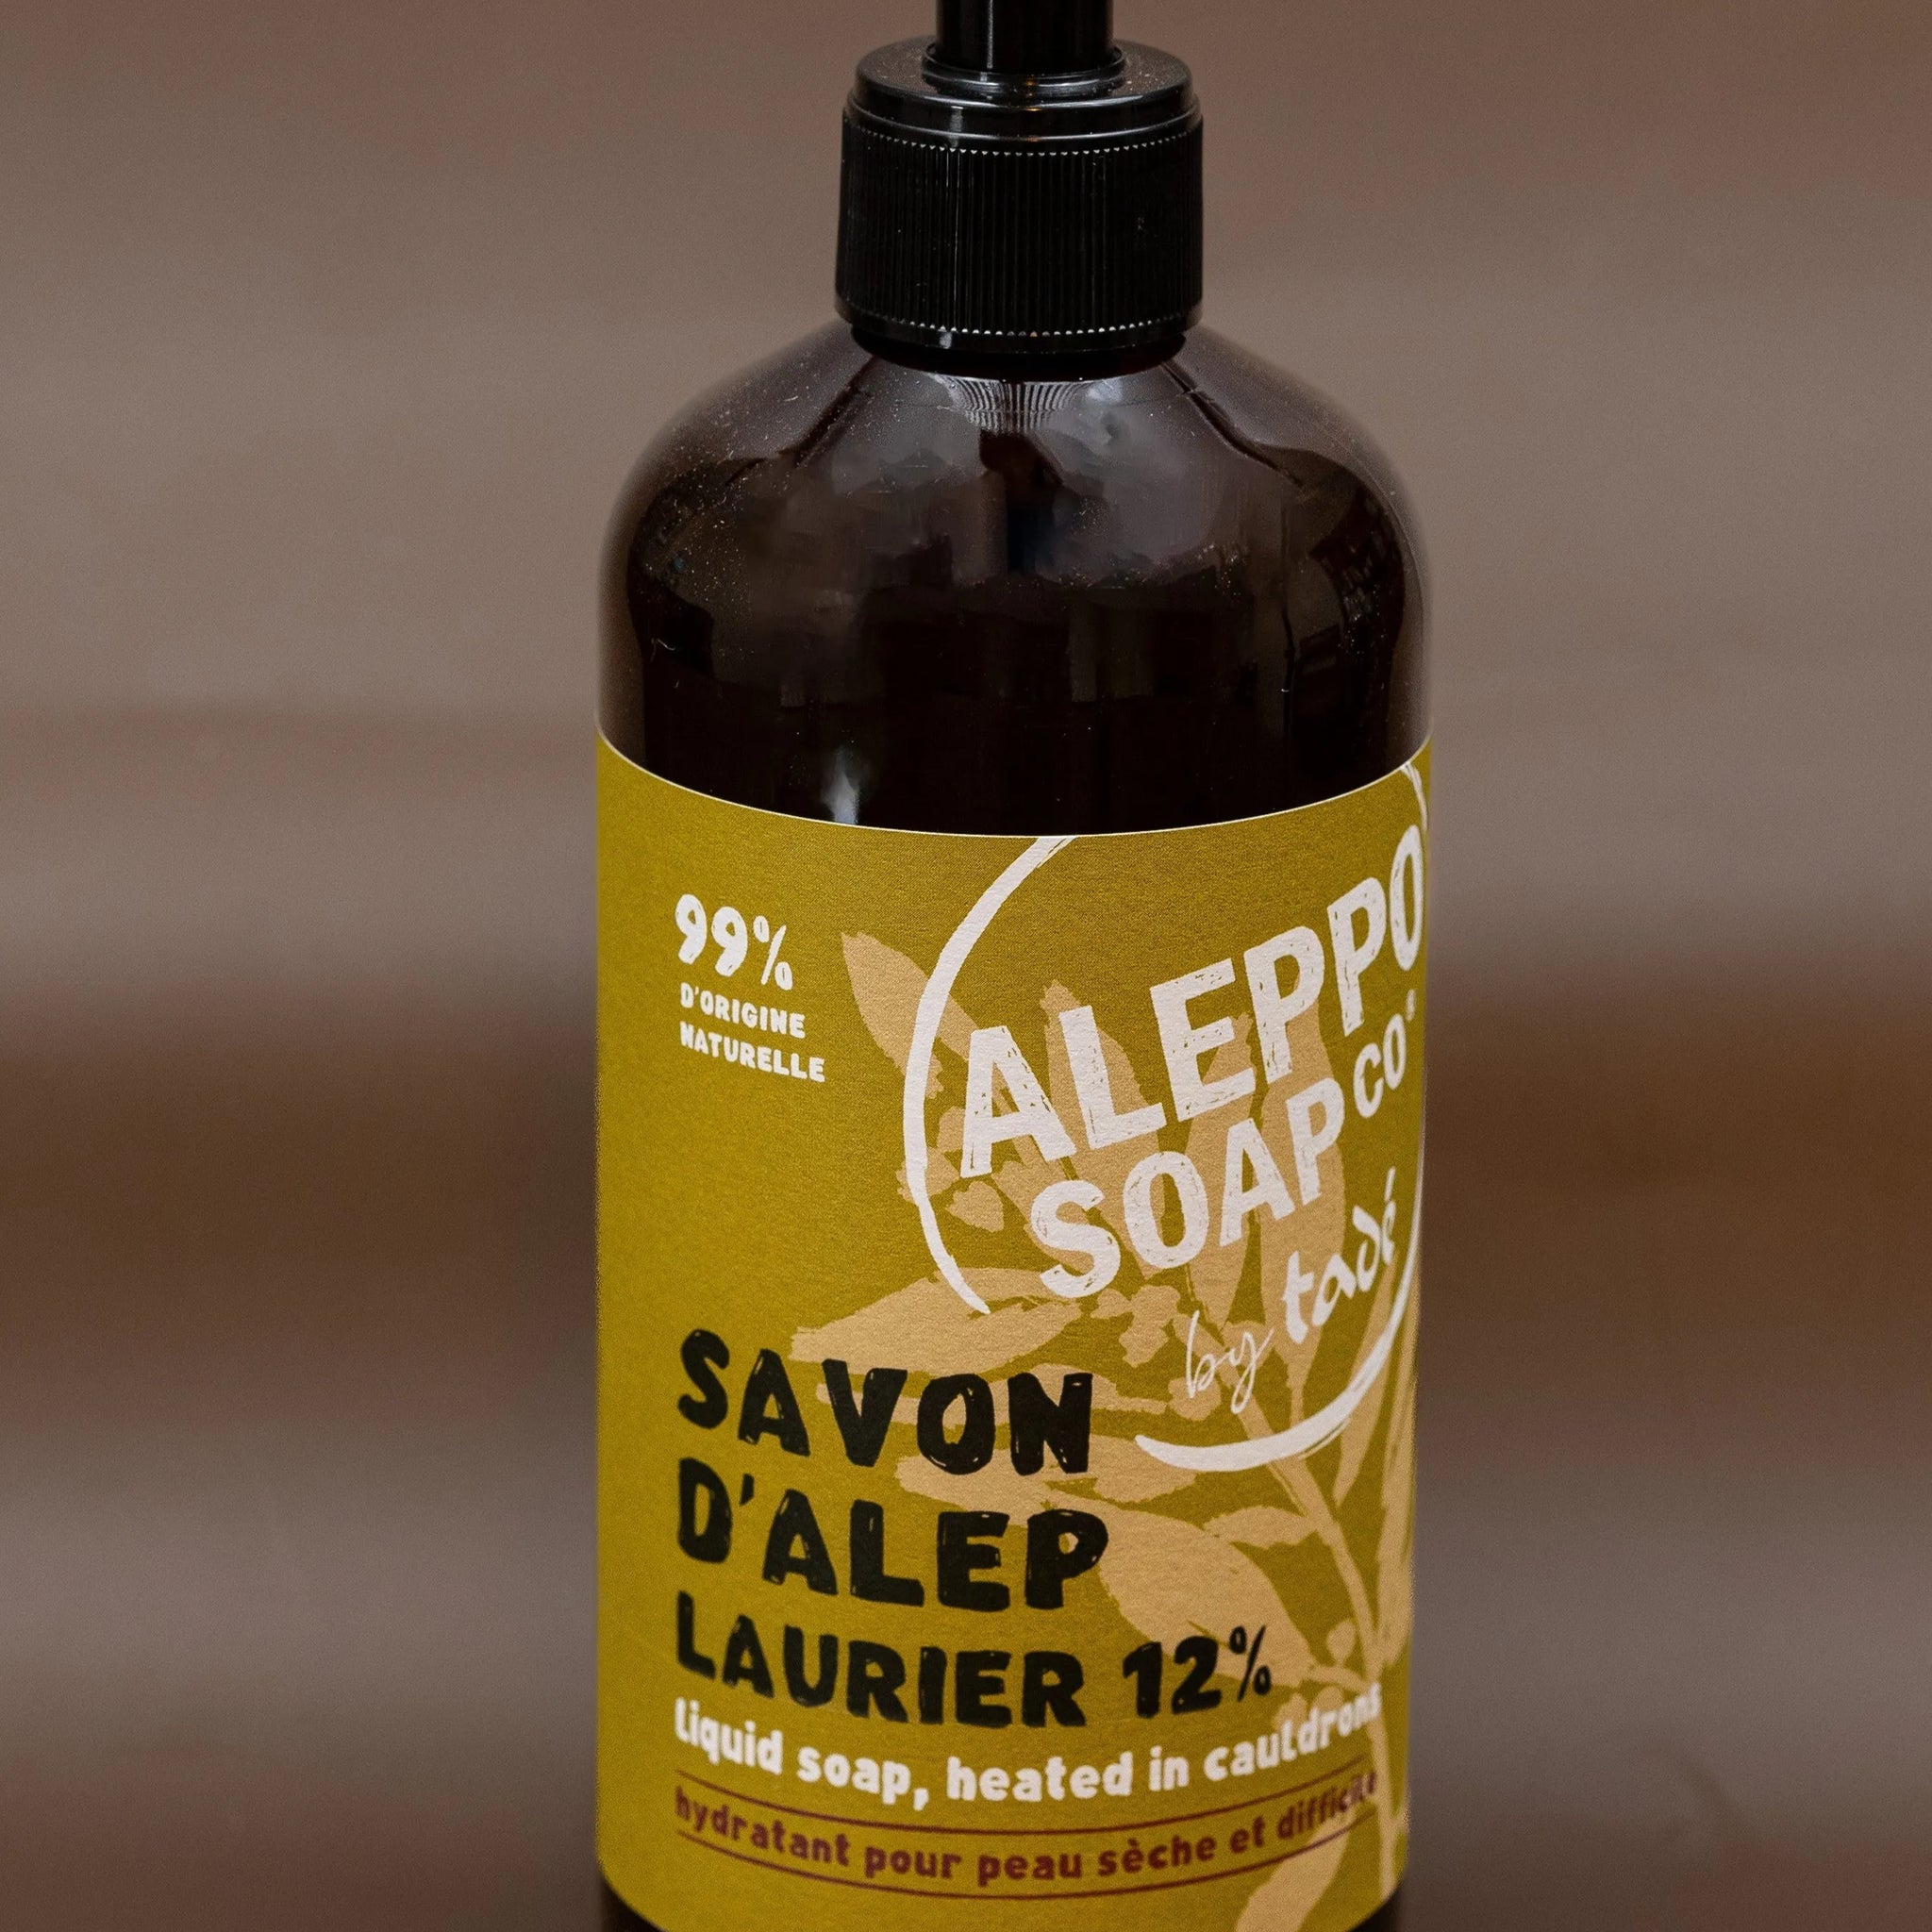 99%
D'ORIGINE
NATURELLE
ALEPPO
SOAP CO®
by tadé
SAVON
D'ALEP
LAURIER 12%
Liquid soap, heated in cauldrons
hydratant pour peau sèche et difficile